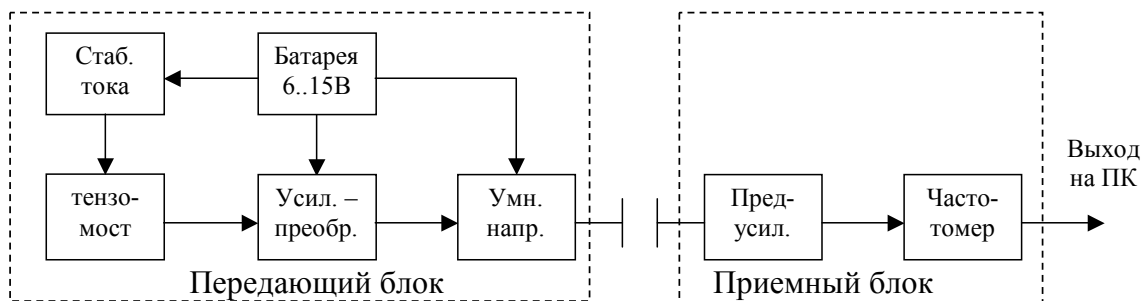 Стаб.
тока
Батарея
6..15В
тензо-
мост
Усил. –
преобр.
Умн.
напр.
Пред-
усил.
Часто-
томер
Выход
на ПК
Передающий блок
Приемный блок